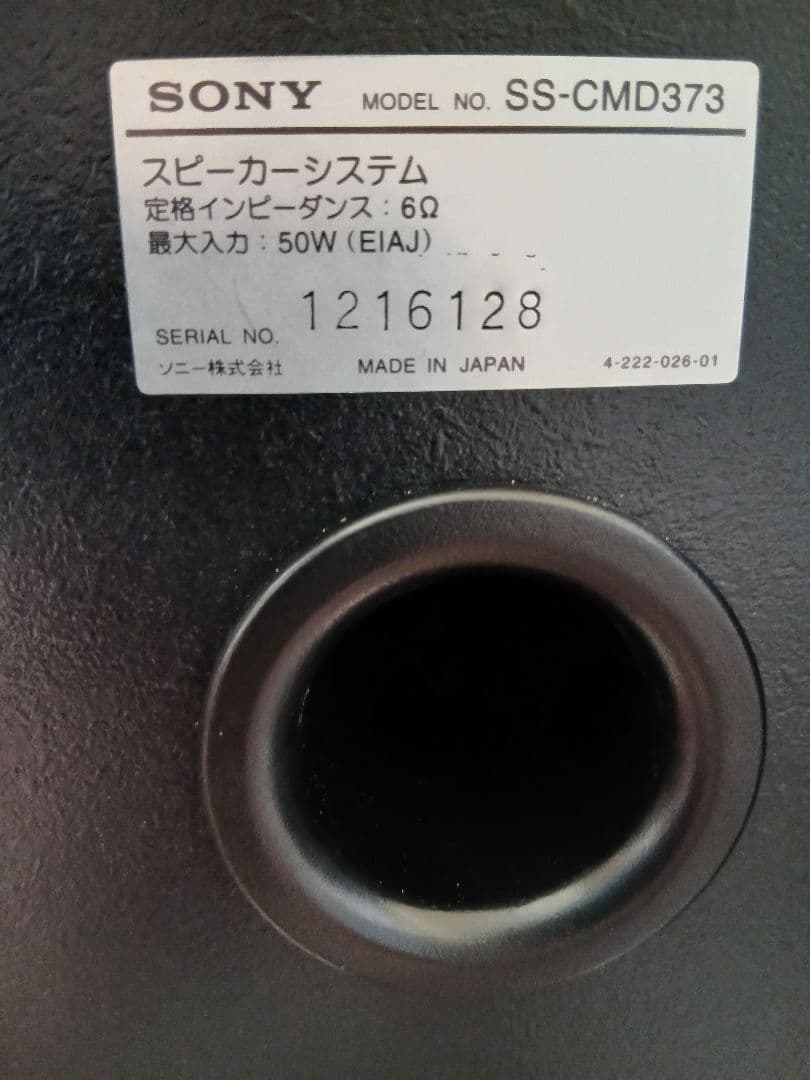 SONY MODEL NO. SS-CMD373
スピーカーシステム
定格インピーダンス：6Ω
最大入力：50W（EIAJ）
SERIAL NO. 1216128
ソニー株式会社 MADE IN JAPAN 4-222-026-01